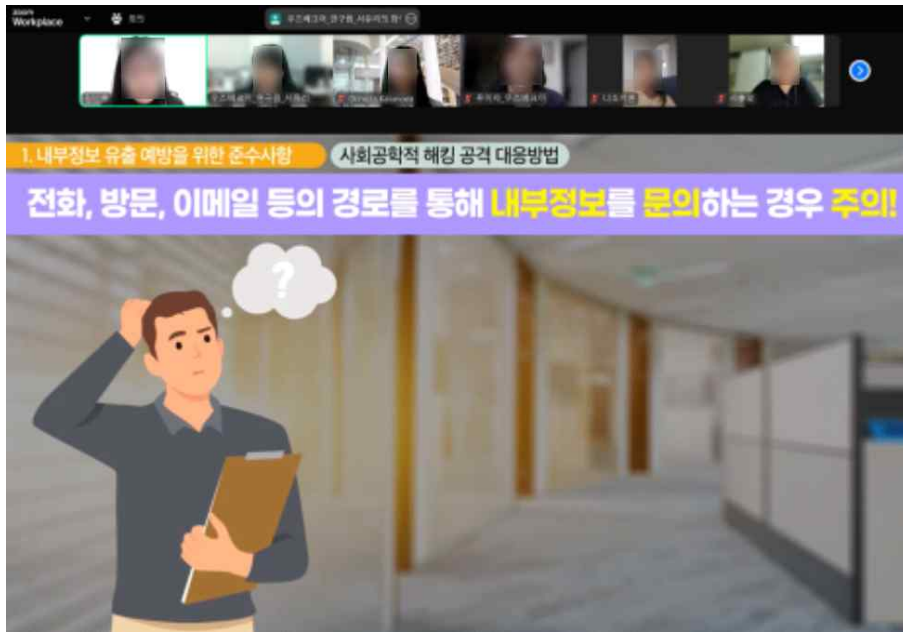 zoom
Workplace
회의
1. 내부정보 유출 예방을 위한 준수사항
사회공학적 해킹 공격 대응방법
전화, 방문, 이메일 등의 경로를 통해 내부정보를 문의하는 경우 주의!
?